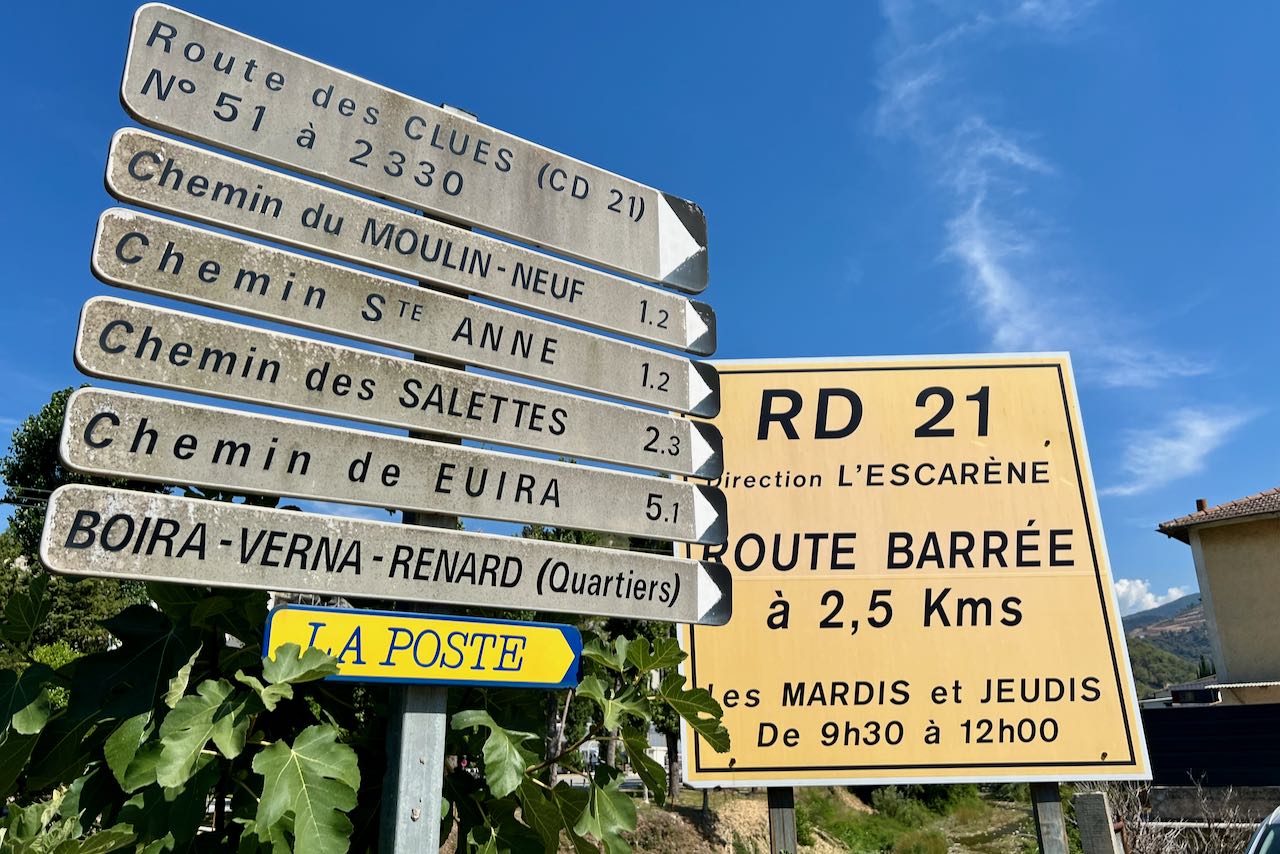 Route des CLUES (CD 21)
N° 51 à 2330
Chemin du MOULIN-NEUF 1.2
Chemin STE ANNE 1.2
Chemin des SALETTES 2.3
Chemin de EUIRA 5.1
BOIRA-VERNA-RENARD (Quartiers)
LA POSTE
RD 21
Direction L'ESCARÈNE
ROUTE BARRÉE
à 2,5 Kms
Les MARDIS et JEUDIS
De 9h30 à 12h00